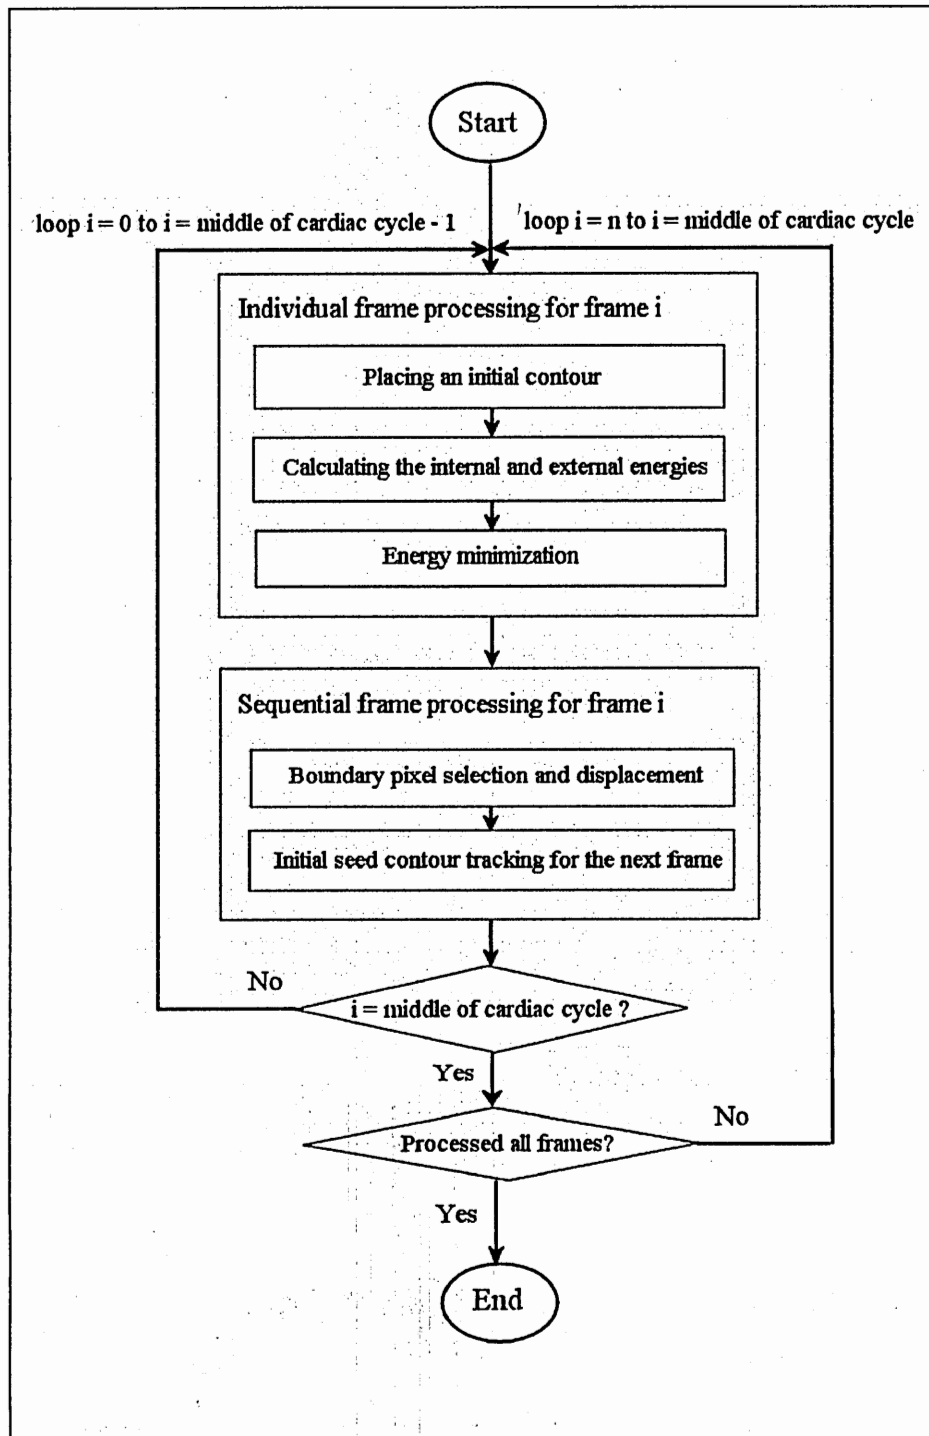 Start
loop i = 0 to i = middle of cardiac cycle - 1
loop i = n to i = middle of cardiac cycle
Individual frame processing for frame i
Placing an initial contour
Calculating the internal and external energies
Energy minimization
Sequential frame processing for frame i
Boundary pixel selection and displacement
Initial seed contour tracking for the next frame
No
i = middle of cardiac cycle ?
Yes
No
Processed all frames?
Yes
End